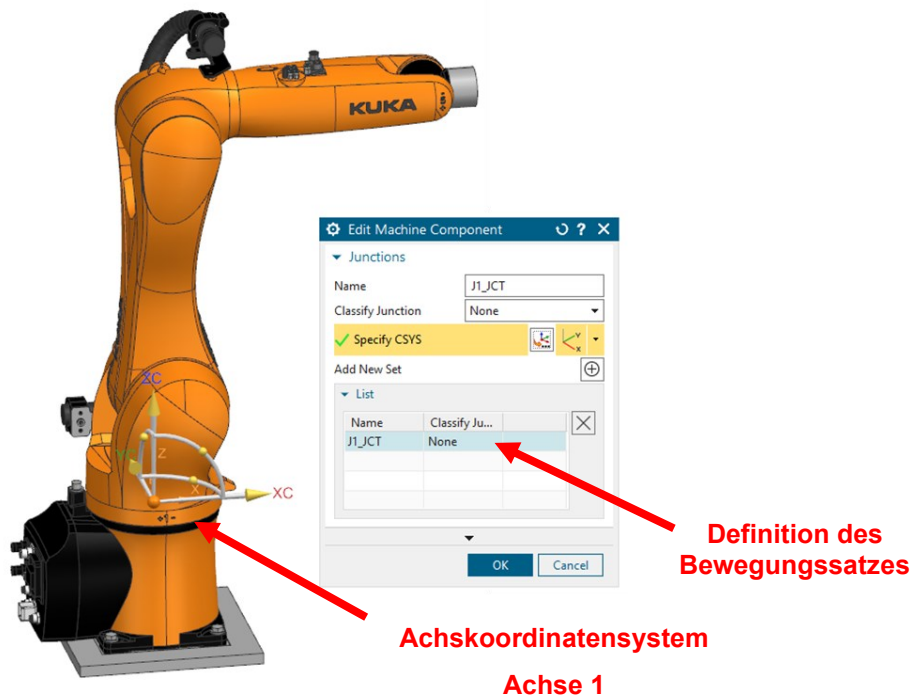 KUKA
Edit Machine Component
Junctions
Name J1_JCT
Classify Junction None
Specify CSYS
Add New Set
List
Name Classify Ju...
J1_JCT None
OK Cancel
ZC
YC
Z
X
XC
Definition des
Bewegungssatzes
Achskoordinatensystem
Achse 1